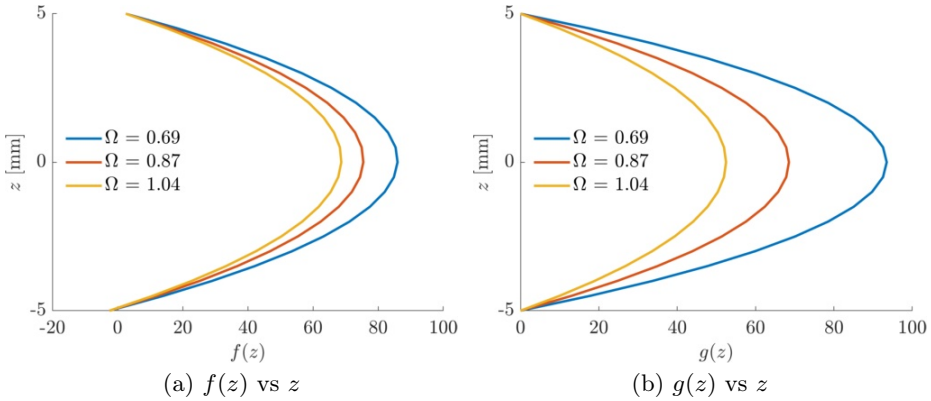 5
0
-5
z [mm]
Ω = 0.69
Ω = 0.87
Ω = 1.04
-20 0 20 40 60 80 100
f(z)
(a) f(z) vs z
5
0
-5
z [mm]
Ω = 0.69
Ω = 0.87
Ω = 1.04
0 20 40 60 80 100
g(z)
(b) g(z) vs z